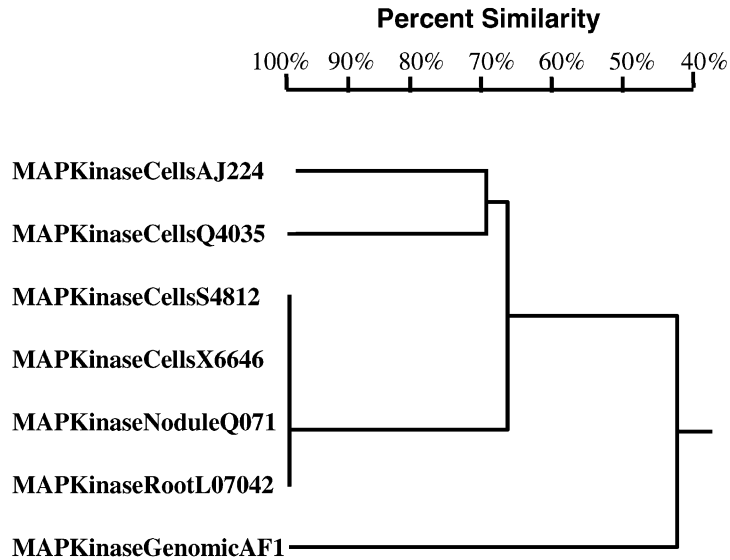 Percent Similarity
100% 90% 80% 70% 60% 50% 40%
MAPKinaseCellsAJ224
MAPKinaseCellsQ4035
MAPKinaseCellsS4812
MAPKinaseCellsX6646
MAPKinaseNoduleQ071
MAPKinaseRootL07042
MAPKinaseGenomicAF1